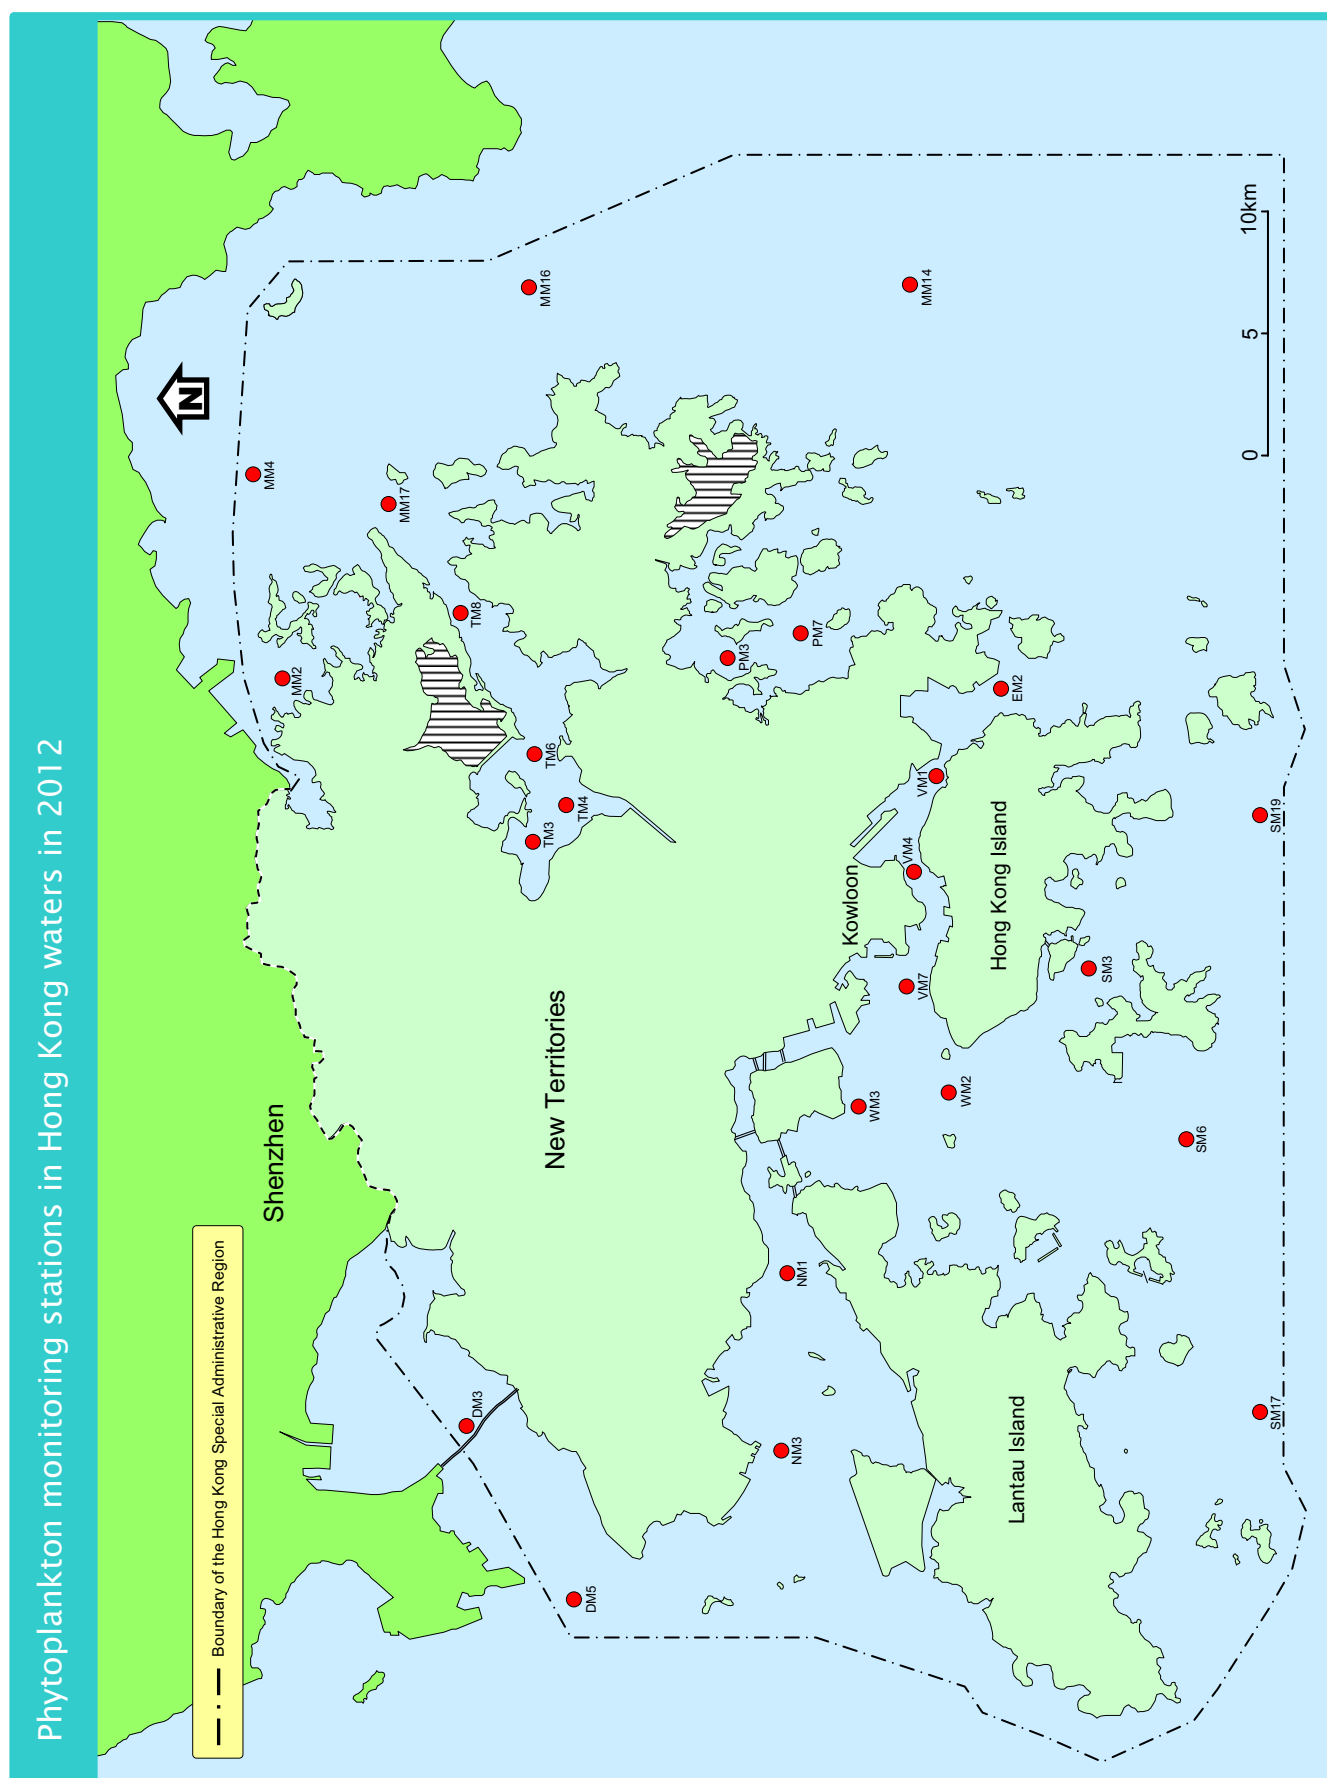 Phytoplankton monitoring stations in Hong Kong waters in 2012
Boundary of the Hong Kong Special Administrative Region
Shenzhen
N
MM4
MM2
MM17
MM16
TM8
TM6
TM3
TM4
DM3
DM5
New Territories
PM3
PM7
MM14
NM1
NM3
Kowloon
WM3
VM7
VM4
VM1
WM2
EM2
Hong Kong Island
Lantau Island
SM3
SM6
SM17
SM19
0 5 10km